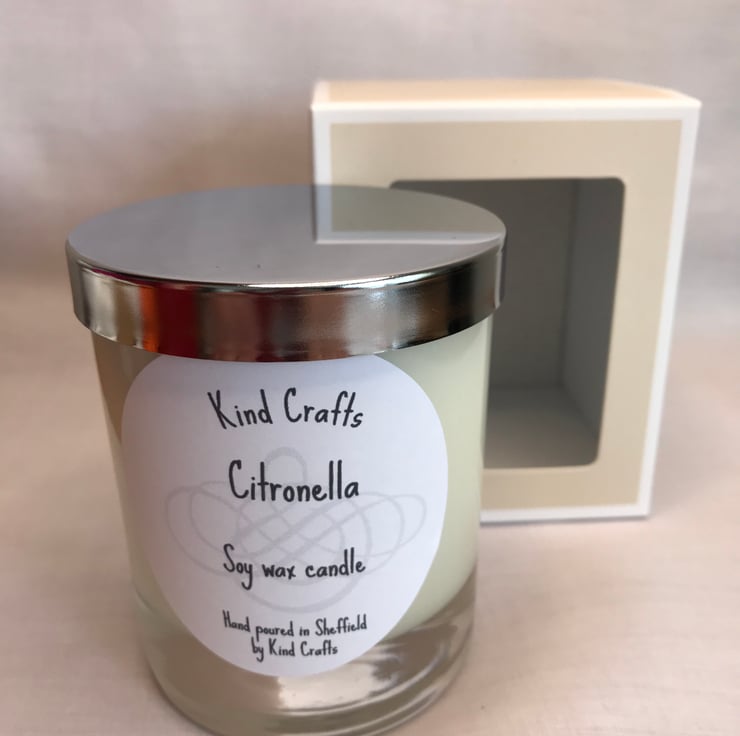 Kind Crafts
Citronella
Soy wax candle
Hand poured in Sheffield
by Kind Crafts